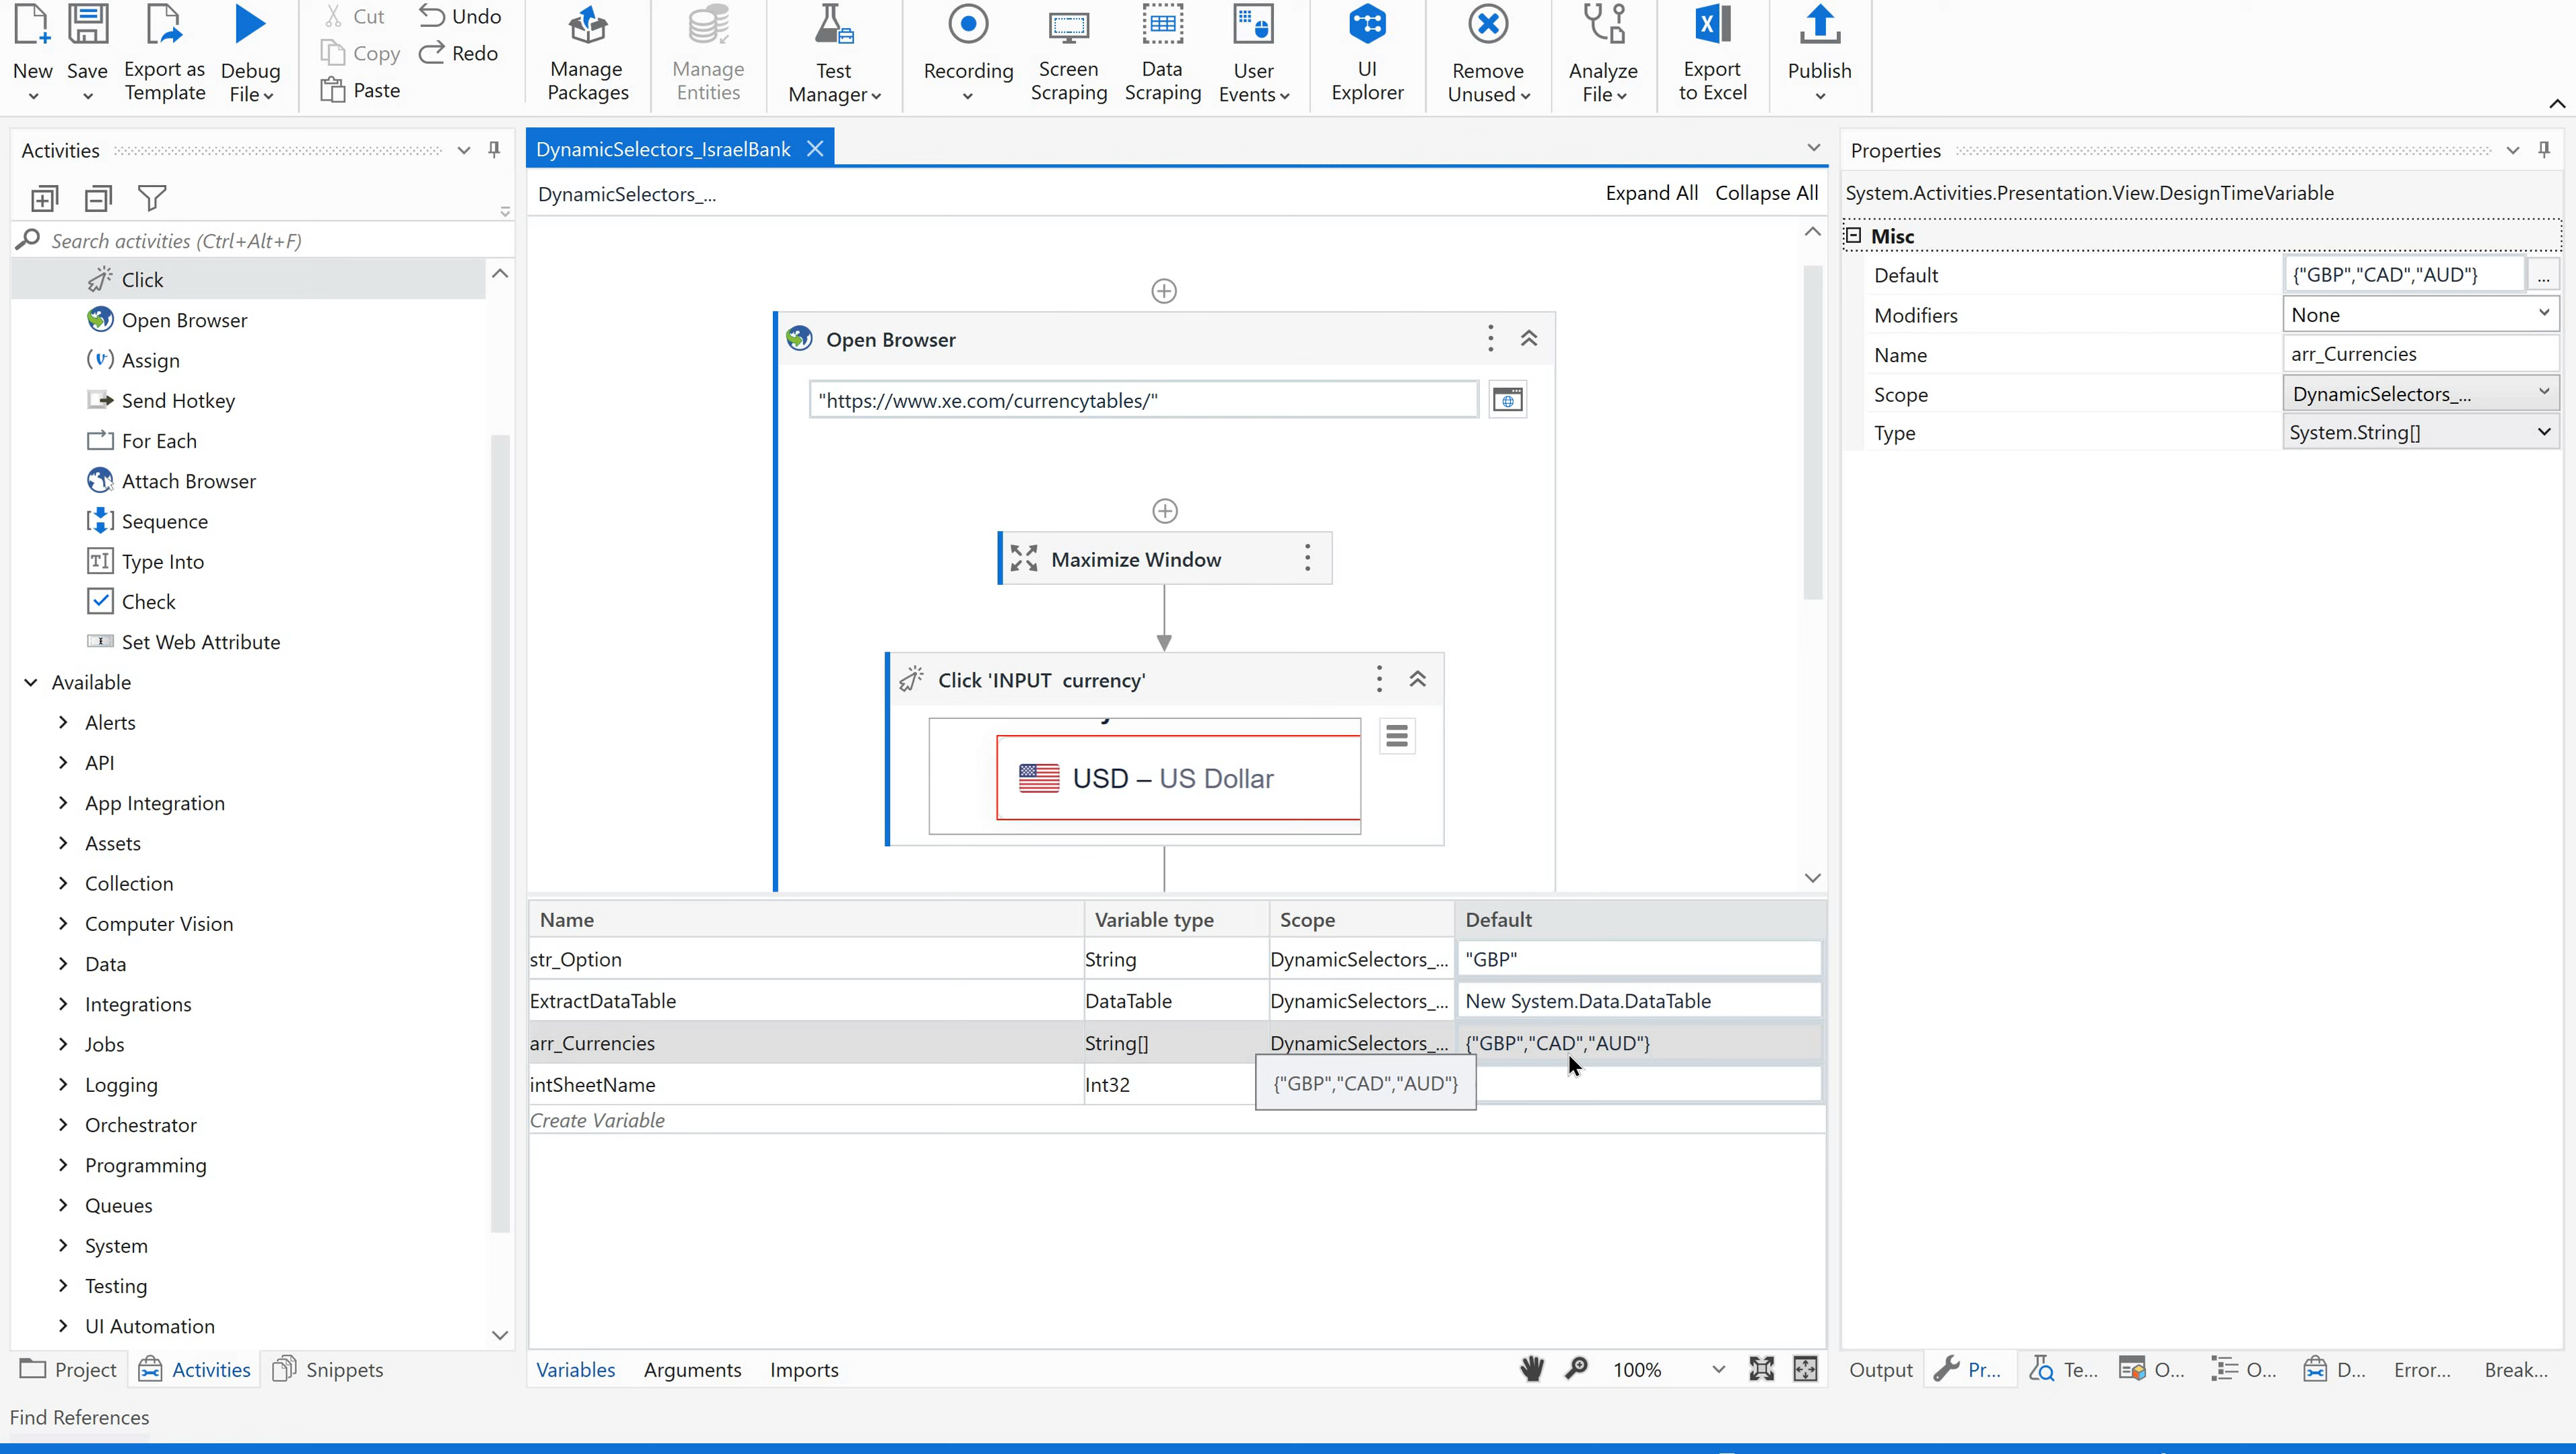 New
Save
Export as
Template
Debug
File
Cut
Copy
Paste
Undo
Redo
Manage
Packages
Manage
Entities
Test
Manager
Recording
Screen
Scraping
Data
Scraping
User
Events
UI
Explorer
Remove
Unused
Analyze
File
Export
to Excel
Publish
Activities
Search activities (Ctrl+Alt+F)
Click
Open Browser
Assign
Send Hotkey
For Each
Attach Browser
Sequence
Type Into
Check
Set Web Attribute
Available
Alerts
API
App Integration
Assets
Collection
Computer Vision
Data
Integrations
Jobs
Logging
Orchestrator
Programming
Queues
System
Testing
UI Automation
Project
Activities
Snippets
DynamicSelectors_IsraelBank
DynamicSelectors_...
Expand All
Collapse All
Open Browser
"https://www.xe.com/currencytables/"
Maximize Window
Click 'INPUT  currency'
USD – US Dollar
Name Variable type Scope Default
str_Option String DynamicSelectors_... "GBP"
ExtractDataTable DataTable DynamicSelectors_... New System.Data.DataTable
arr_Currencies String[] DynamicSelectors_... {"GBP","CAD","AUD"}
intSheetName Int32
{"GBP","CAD","AUD"}
Create Variable
Variables
Arguments
Imports
100%
Properties
System.Activities.Presentation.View.DesignTimeVariable
Misc
Default {"GBP","CAD","AUD"} ...
Modifiers None
Name arr_Currencies
Scope DynamicSelectors_...
Type System.String[]
Output
Pr...
Te...
O...
O...
D...
Error...
Break...
Find References